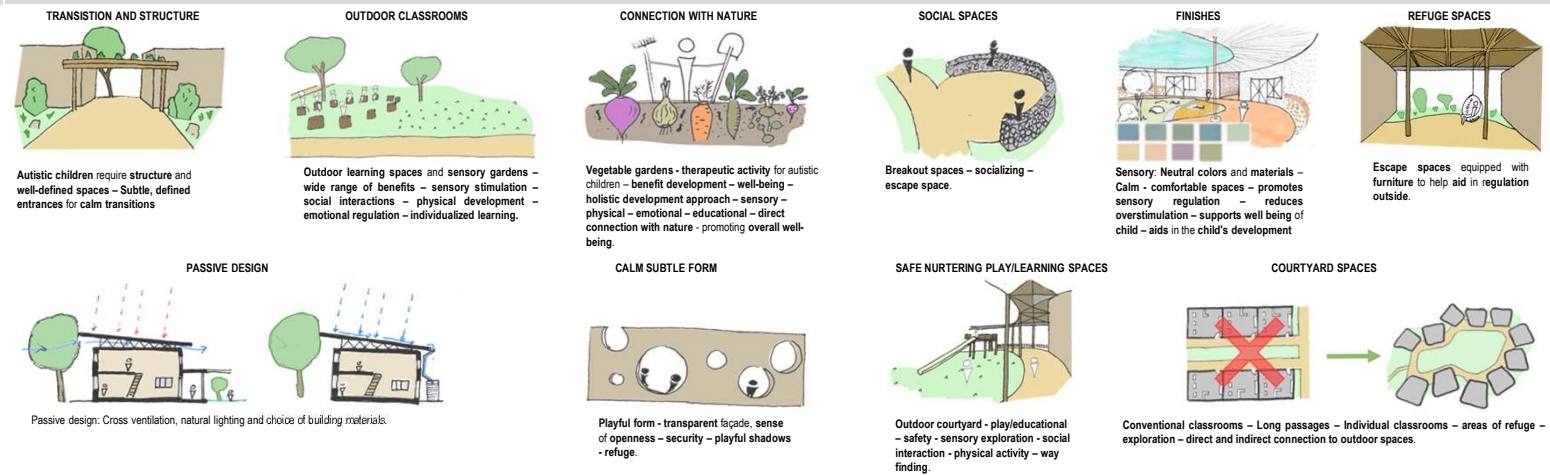 TRANSISTION AND STRUCTURE
Autistic children require structure and
well-defined spaces – Subtle, defined
entrances for calm transitions
OUTDOOR CLASSROOMS
Outdoor learning spaces and sensory gardens –
wide range of benefits – sensory stimulation –
social interactions – physical development –
emotional regulation – individualized learning.
CONNECTION WITH NATURE
Vegetable gardens - therapeutic activity for autistic
children – benefit development – well-being –
holistic development approach – sensory –
physical – emotional – educational – direct
connection with nature - promoting overall well-
being.
SOCIAL SPACES
Breakout spaces – socializing –
escape space.
FINISHES
Sensory: Neutral colors and materials –
Calm - comfortable spaces – promotes
sensory regulation – reduces
overstimulation – supports well being of
child – aids in the child's development
REFUGE SPACES
Escape spaces equipped with
furniture to help aid in regulation
outside.
PASSIVE DESIGN
Passive design: Cross ventilation, natural lighting and choice of building materials.
CALM SUBTLE FORM
Playful form - transparent façade, sense
of openness – security – playful shadows
- refuge.
SAFE NURTERING PLAY/LEARNING SPACES
Outdoor courtyard - play/educational
– safety - sensory exploration - social
interaction - physical activity – way
finding.
COURTYARD SPACES
Conventional classrooms – Long passages – Individual classrooms – areas of refuge –
exploration – direct and indirect connection to outdoor spaces.